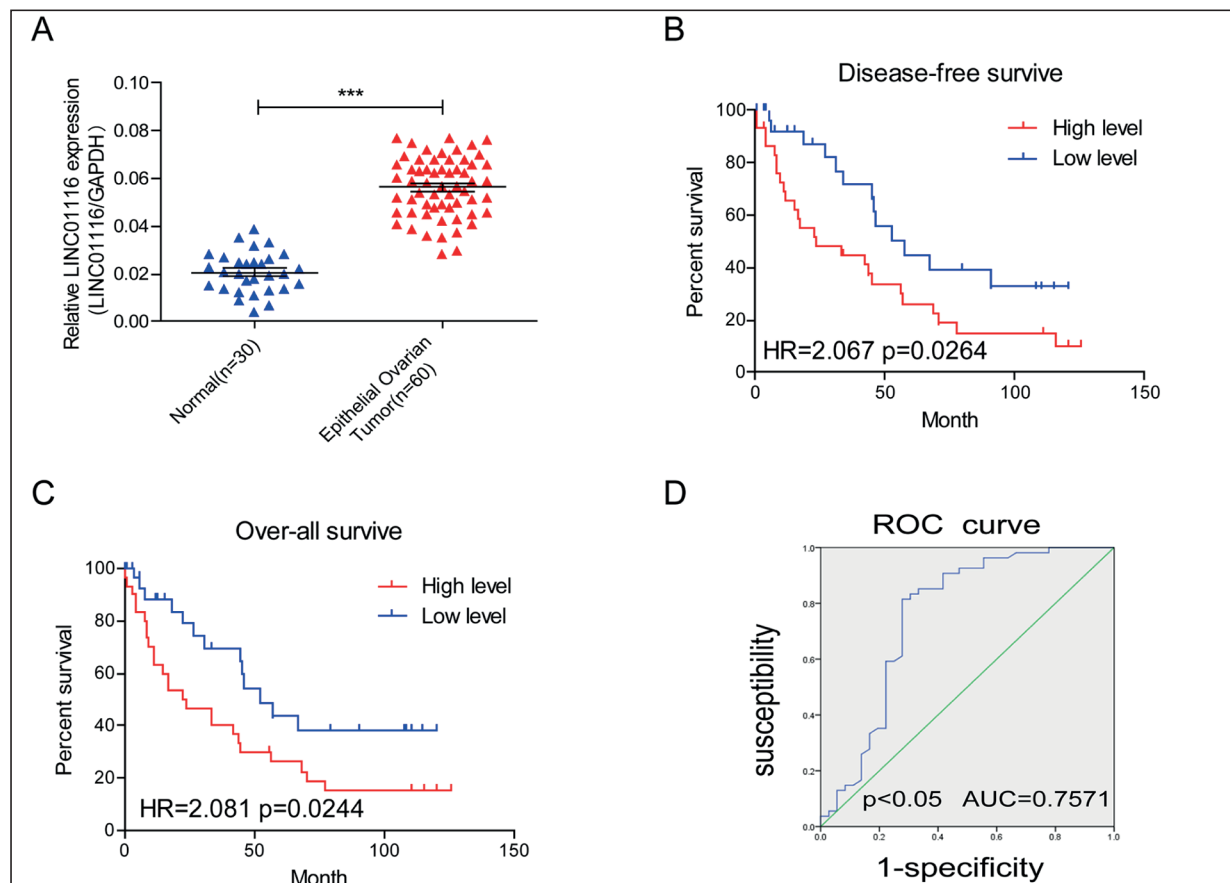 A
Relative LINC01116 expression
(LINC01116/GAPDH)
0.10
0.08
0.06
0.04
0.02
0.00
***
Normal(n=30)
Epithelial Ovarian
Tumor(n=60)
B
Disease-free survive
Percent survival
100
80
60
40
20
0
High level
Low level
HR=2.067 p=0.0264
0 50 100 150
Month
C
Over-all survive
Percent survival
100
80
60
40
20
0
High level
Low level
HR=2.081 p=0.0244
0 50 100 150
Month
D
ROC curve
susceptibility
1.0
0.8
0.6
0.4
0.2
0.0
p<0.05 AUC=0.7571
0.0 0.2 0.4 0.6 0.8 1.0
1-specificity